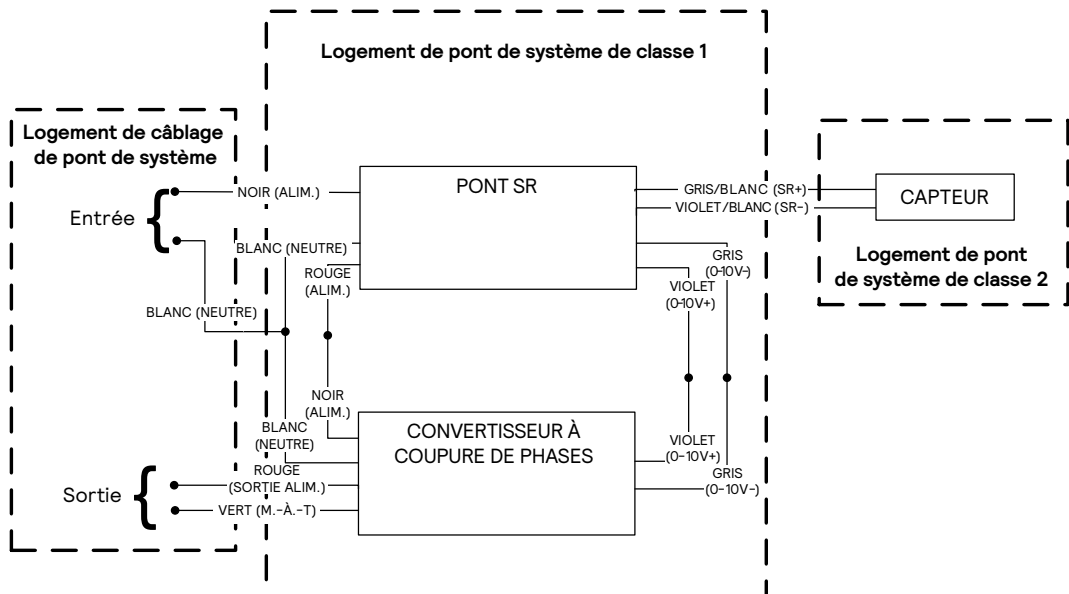 Logement de pont de système de classe 1
Logement de câblage
de pont de système
Entrée
NOIR (ALIM.)
BLANC (NEUTRE)
ROUGE
(ALIM.)
BLANC (NEUTRE)
PONT SR
GRIS/BLANC (SR+)
VIOLET/BLANC (SR-)
CAPTEUR
Logement de pont
de système de classe 2
GRIS
(0-10V-)
VIOLET
(0-10V+)
NOIR
(ALIM.)
BLANC
(NEUTRE)
CONVERTISSEUR À
COUPURE DE PHASES
VIOLET
(0-10V+)
GRIS
(0-10V-)
Sortie
ROUGE
(SORTIE ALIM.)
VERT (M.-À.-T)